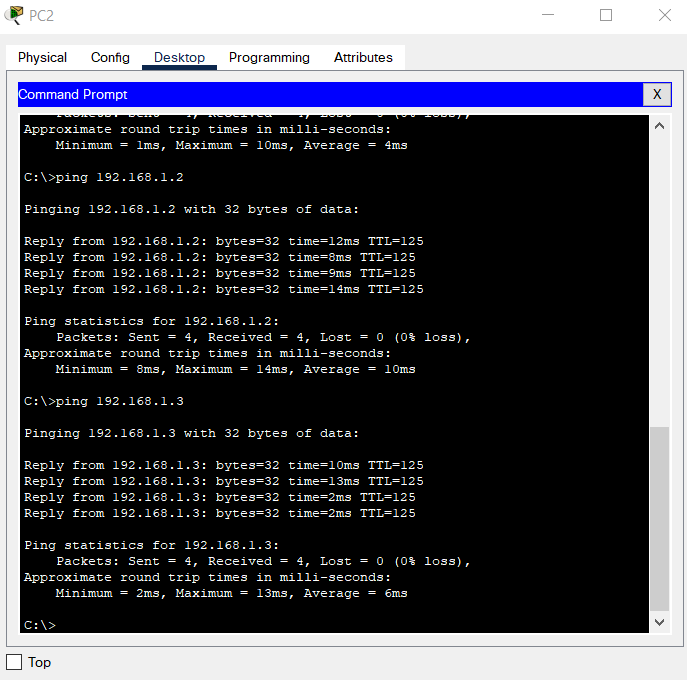 PC2
Physical Config Desktop Programming Attributes
Command Prompt X
Packets: Sent = 4, Received = 4, Lost = 0 (0% loss),
Approximate round trip times in milli-seconds:
Minimum = 1ms, Maximum = 10ms, Average = 4ms
C:\>ping 192.168.1.2
Pinging 192.168.1.2 with 32 bytes of data:
Reply from 192.168.1.2: bytes=32 time=12ms TTL=125
Reply from 192.168.1.2: bytes=32 time=8ms TTL=125
Reply from 192.168.1.2: bytes=32 time=9ms TTL=125
Reply from 192.168.1.2: bytes=32 time=14ms TTL=125
Ping statistics for 192.168.1.2:
Packets: Sent = 4, Received = 4, Lost = 0 (0% loss),
Approximate round trip times in milli-seconds:
Minimum = 8ms, Maximum = 14ms, Average = 10ms
C:\>ping 192.168.1.3
Pinging 192.168.1.3 with 32 bytes of data:
Reply from 192.168.1.3: bytes=32 time=10ms TTL=125
Reply from 192.168.1.3: bytes=32 time=13ms TTL=125
Reply from 192.168.1.3: bytes=32 time=2ms TTL=125
Reply from 192.168.1.3: bytes=32 time=2ms TTL=125
Ping statistics for 192.168.1.3:
Packets: Sent = 4, Received = 4, Lost = 0 (0% loss),
Approximate round trip times in milli-seconds:
Minimum = 2ms, Maximum = 13ms, Average = 6ms
C:\>
Top